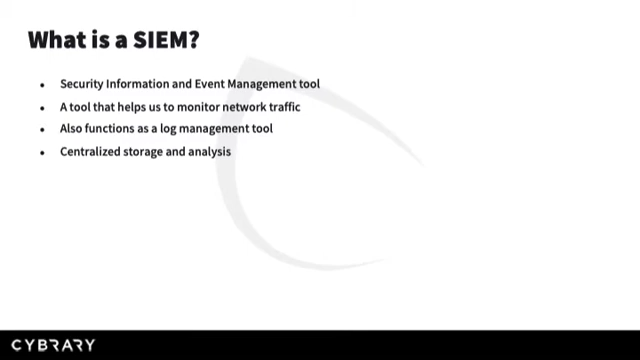 What is a SIEM?
• Security Information and Event Management tool
• A tool that helps us to monitor network traffic
• Also functions as a log management tool
• Centralized storage and analysis
CYBRARY